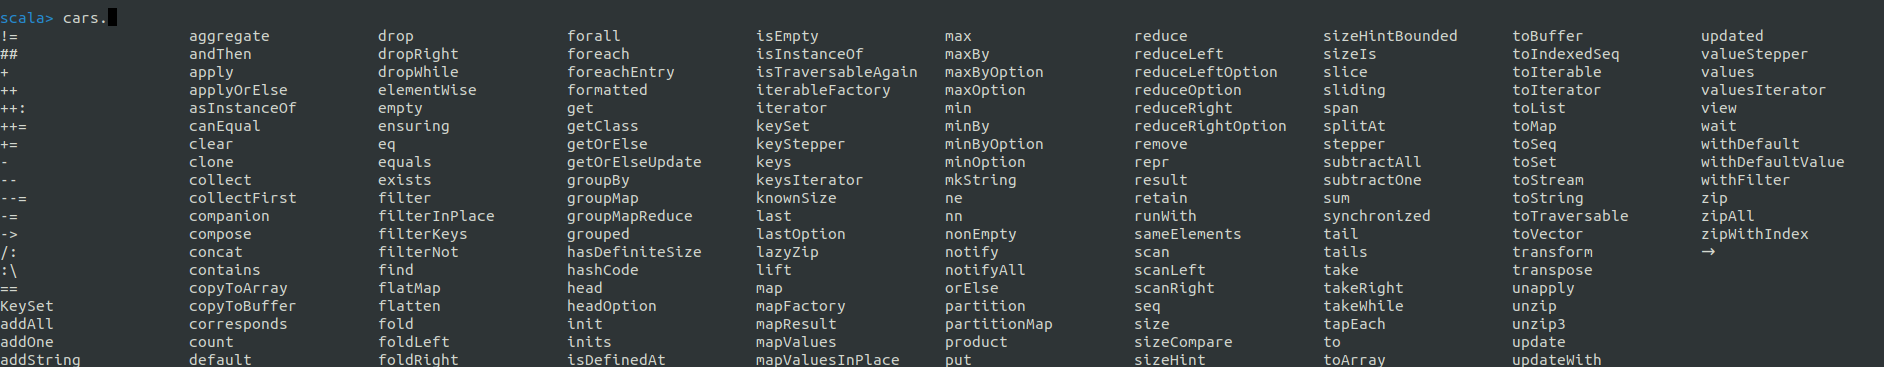 scala> cars.
!= aggregate drop forall isEmpty max reduce sizeHintBounded toBuffer updated
## andThen dropRight foreach isInstanceOf maxBy reduceLeft sizeIs toIndexedSeq valueStepper
+ apply dropWhile foreachEntry isTraversableAgain maxByOption reduceLeftOption slice toIterable values
++ applyOrElse elementWise formatted iterableFactory maxOption reduceOption sliding toIterator valuesIterator
++: asInstanceOf empty get iterator min reduceRight span toList view
++= canEqual ensuring getClass keySet minBy reduceRightOption splitAt toMap wait
+= clear eq getOrElse keyStepper minByOption remove stepper toSeq withDefault
- clone equals getOrElseUpdate keys minOption repr subtractAll toSet withDefaultValue
-- collect exists groupBy keysIterator mkString result subtractOne toStream withFilter
--= collectFirst filter groupMap knownSize ne retain sum toString zip
-= companion filterInPlace groupMapReduce last nn runWith synchronized toTraversable zipAll
-> compose filterKeys grouped lastOption nonEmpty sameElements tail toVector zipWithIndex
/: concat filterNot hasDefiniteSize lazyZip notify scan tails transform →
:\ contains find hashCode lift notifyAll scanLeft take transpose
== copyToArray flatMap head map orElse scanRight takeRight unapply
KeySet copyToBuffer flatten headOption mapFactory partition seq takeWhile unzip
addAll corresponds fold init mapResult partitionMap size tapEach unzip3
addOne count foldLeft inits mapValues product sizeCompare to update
addString default foldRight isDefinedAt mapValuesInPlace put sizeHint toArray updateWith